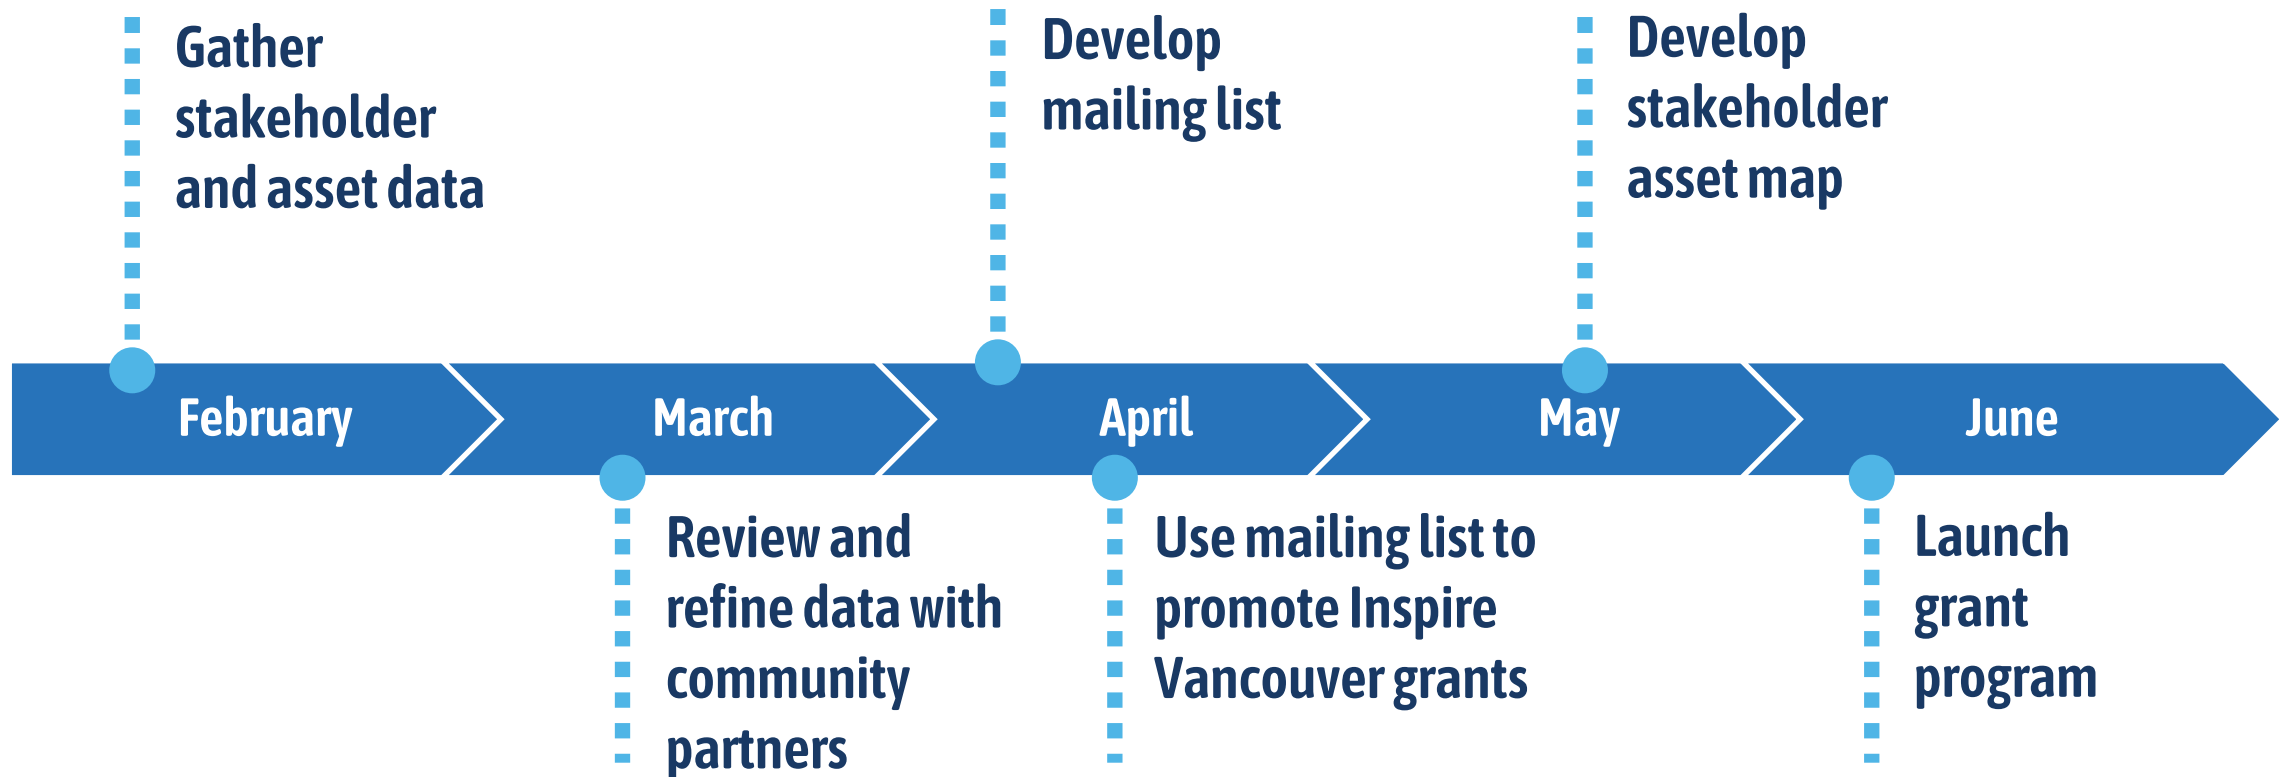 Gather
stakeholder
and asset data
Develop
mailing list
Develop
stakeholder
asset map
February
March
April
May
June
Review and
refine data with
community
partners
Use mailing list to
promote Inspire
Vancouver grants
Launch
grant
program